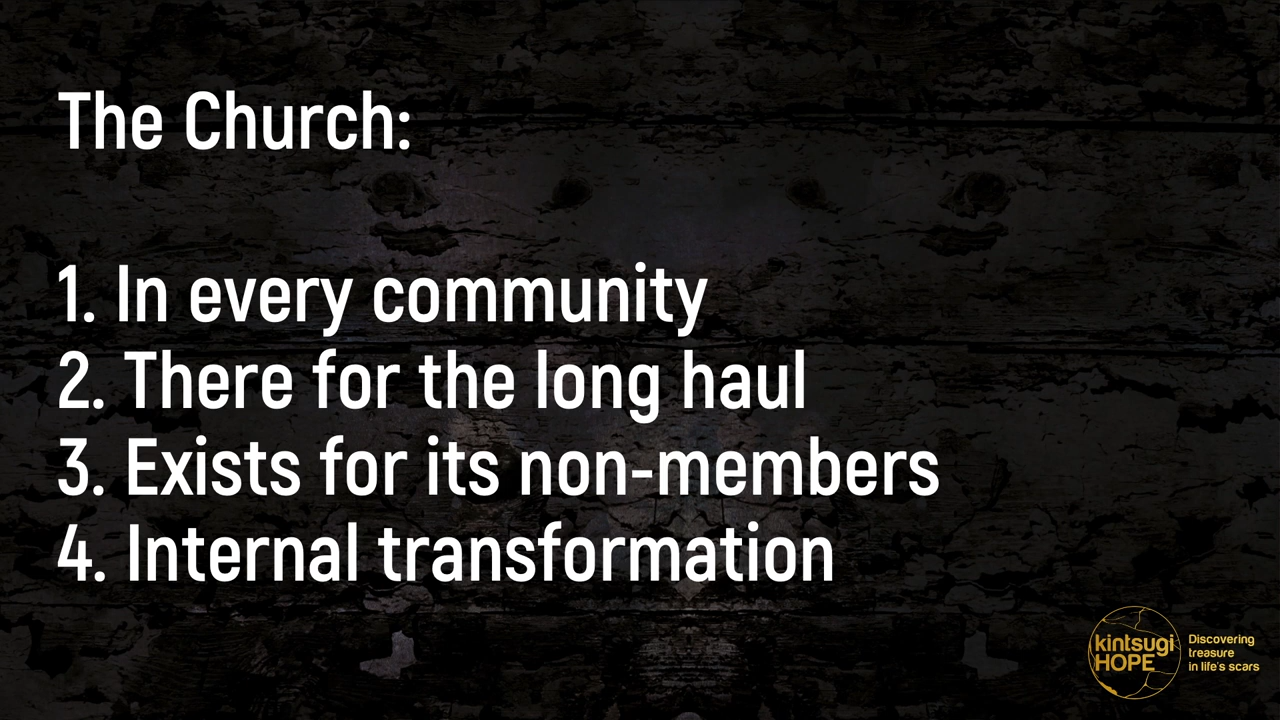 The Church:
1. In every community
2. There for the long haul
3. Exists for its non-members
4. Internal transformation
kintsugi
HOPE
Discovering
treasure
in life's scars